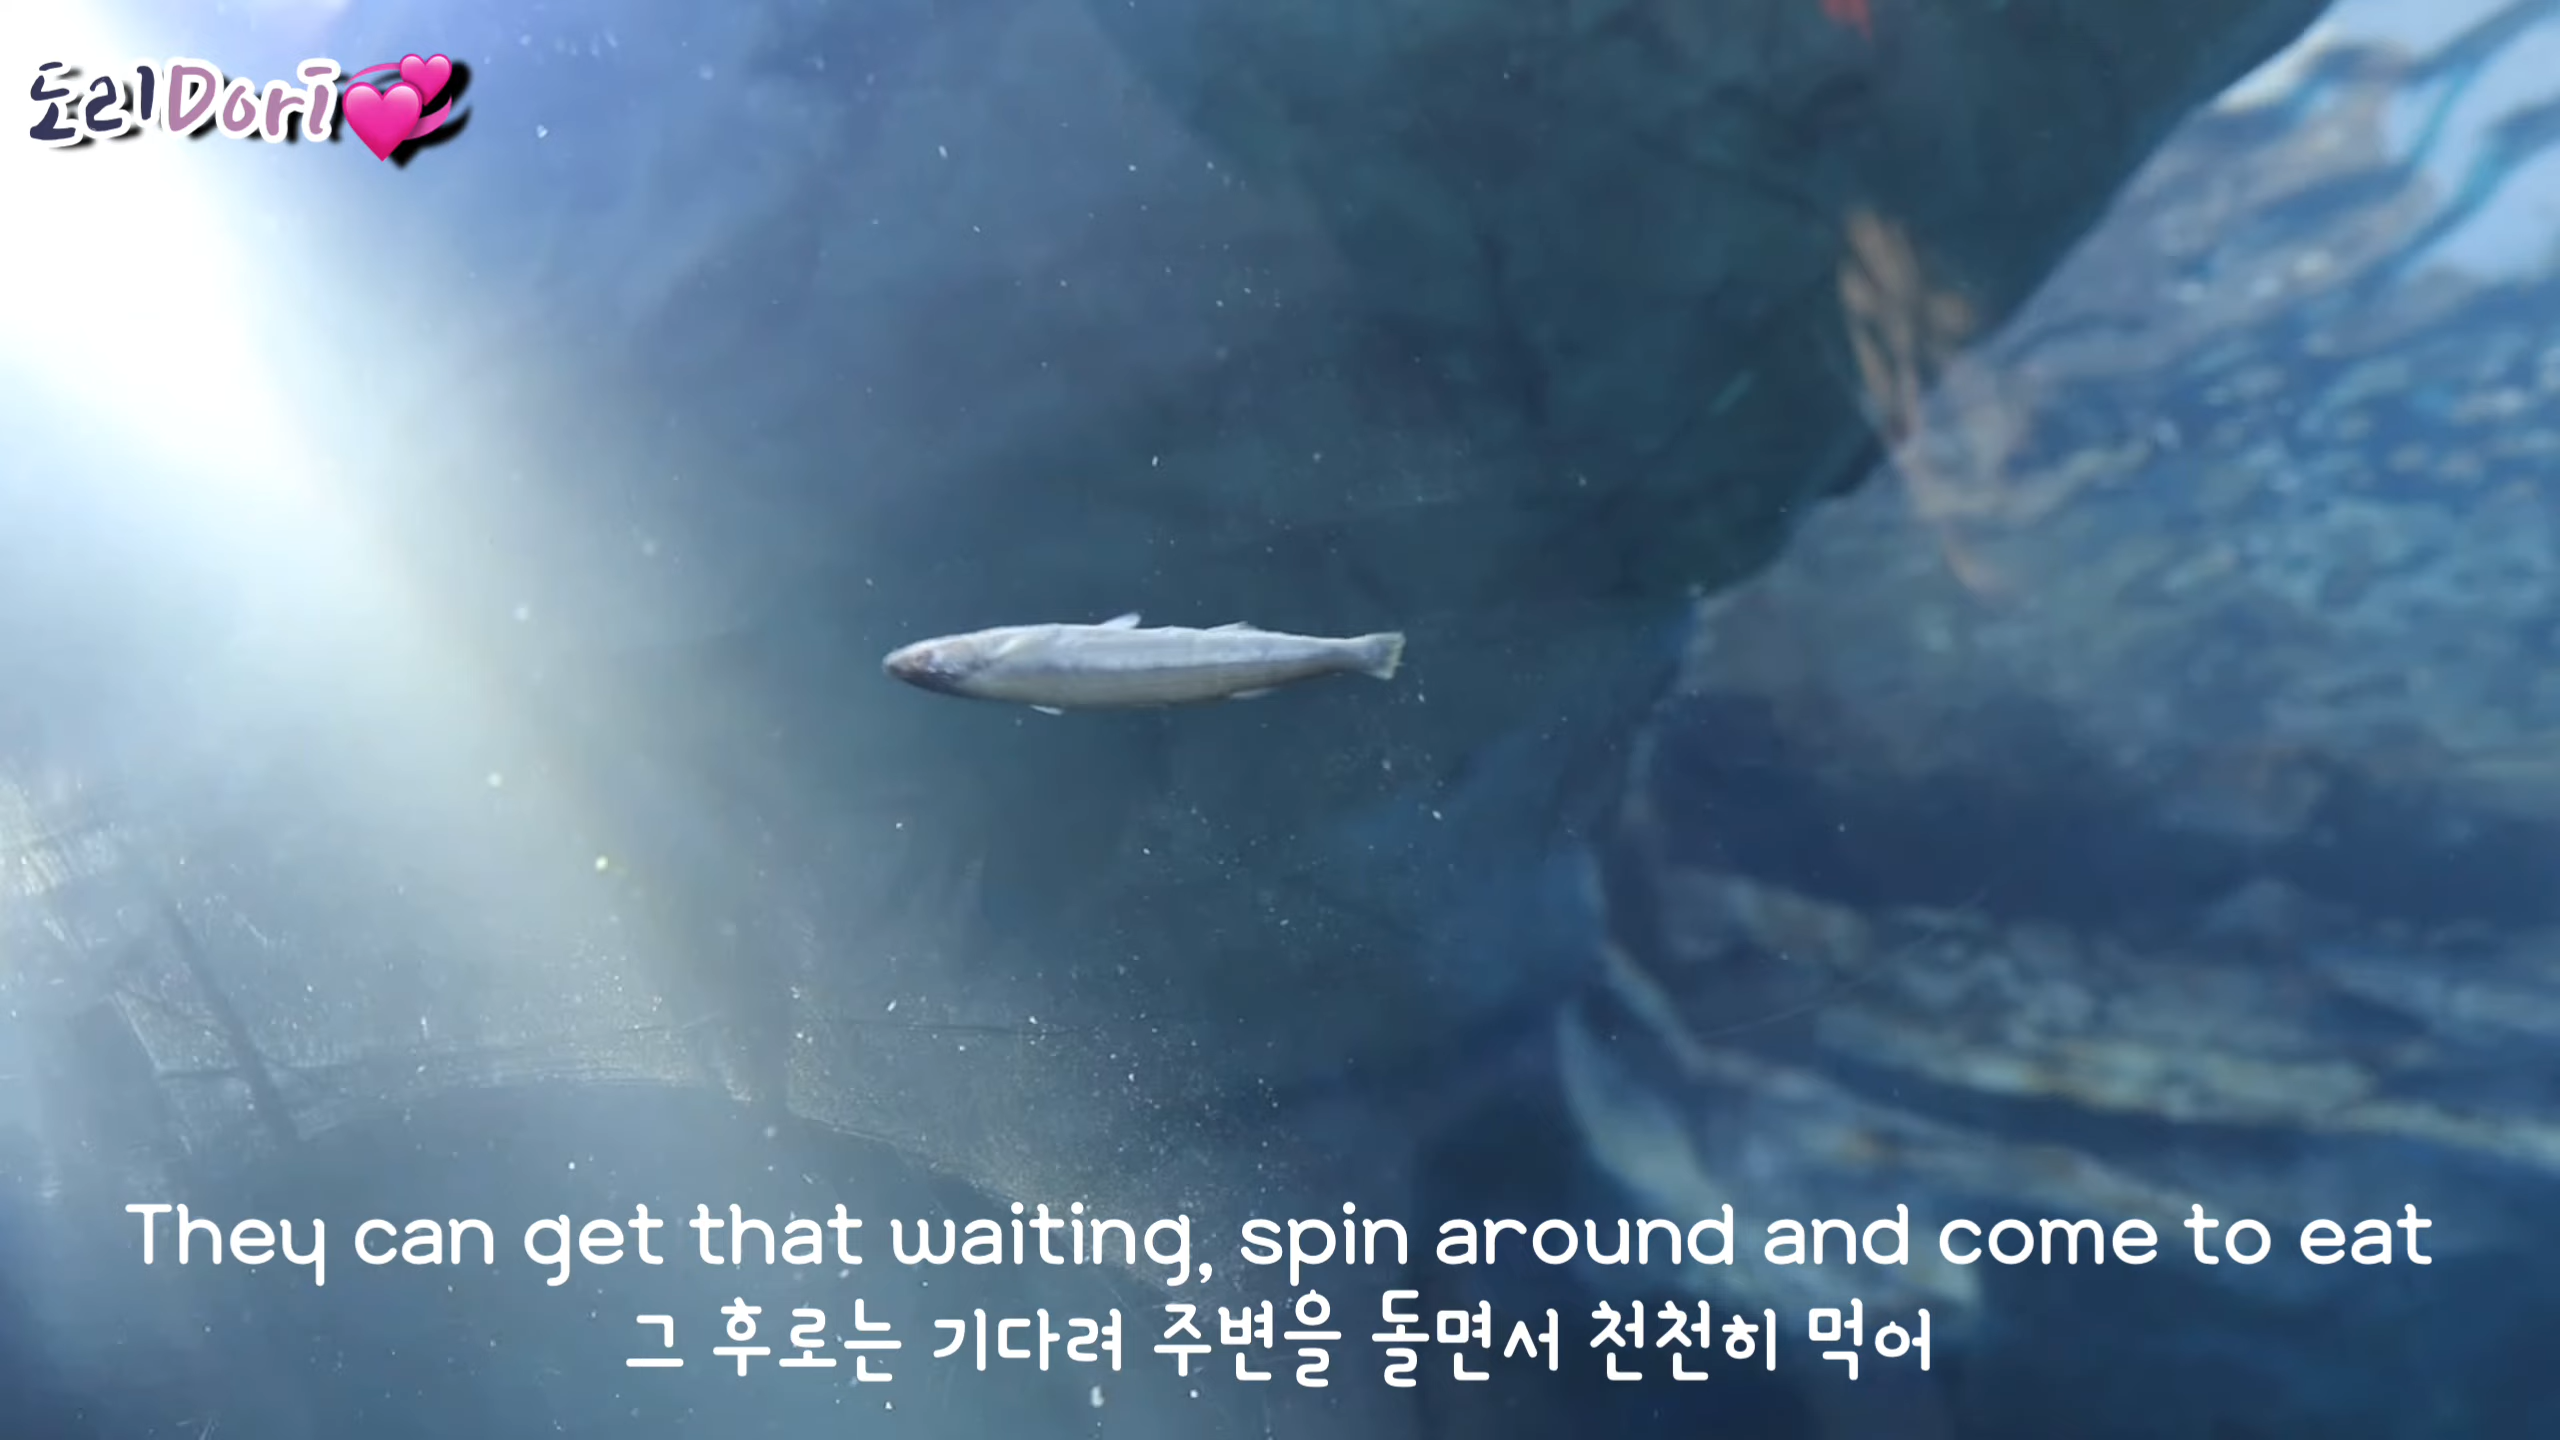 도리Dori
They can get that waiting, spin around and come to eat
그 후로는 기다려 주변을 돌면서 천천히 먹어